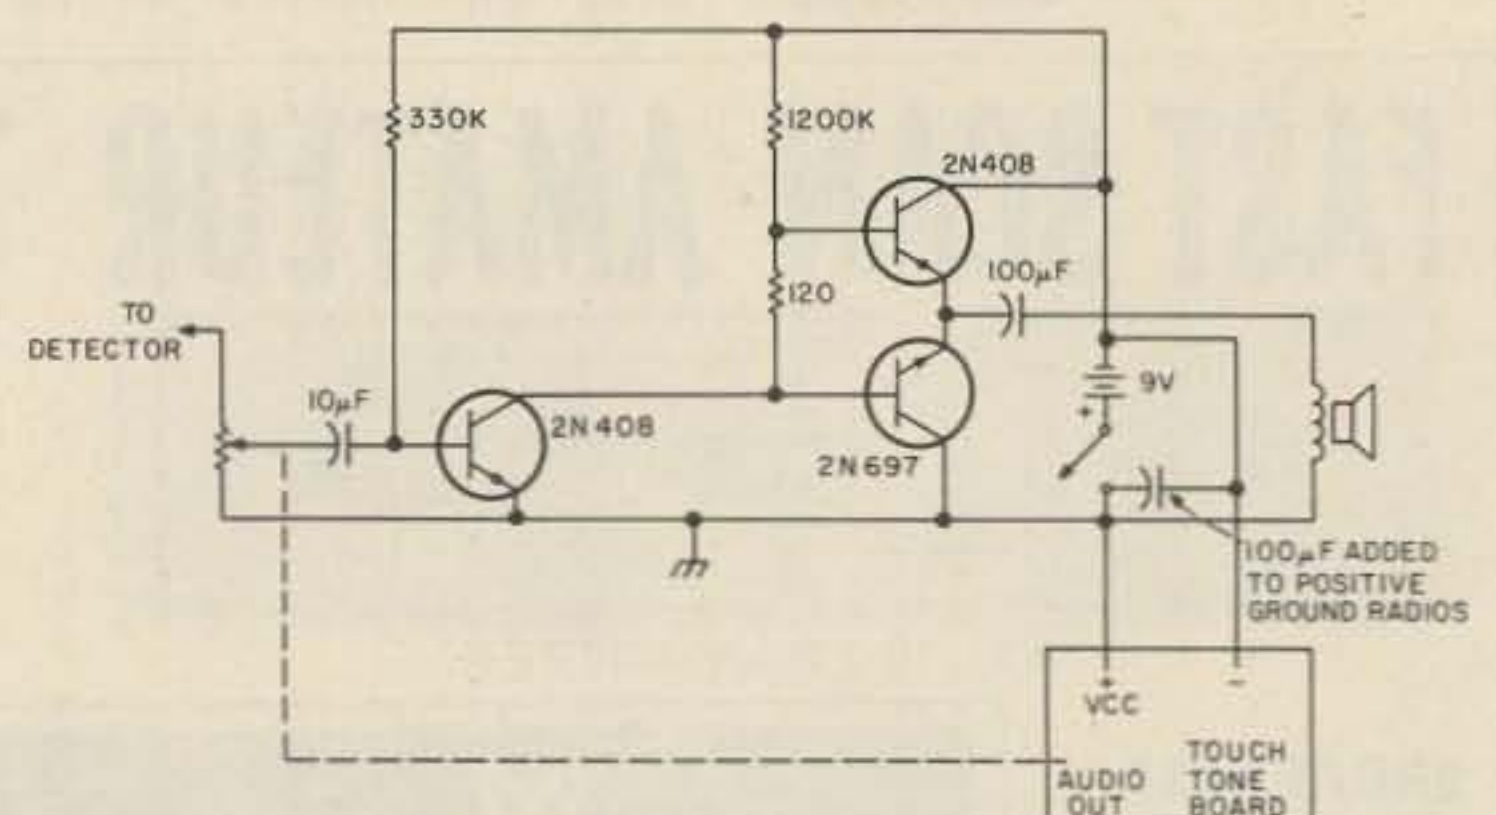 330K
1200K
2N408
100µF
120
TO
DETECTOR
10µF
2N408
9V
+
2N697
100µF ADDED
TO POSITIVE
GROUND RADIOS
+
-
VCC
AUDIO
OUT
TOUCH
TONE
BOARD